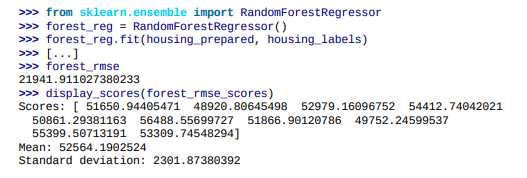 >>> from sklearn.ensemble import RandomForestRegressor
>>> forest_reg = RandomForestRegressor()
>>> forest_reg.fit(housing_prepared, housing_labels)
>>> [...]
>>> forest_rmse
21941.911027380233
>>> display_scores(forest_rmse_scores)
Scores: [ 51650.94405471  48920.80645498  52979.16096752  54412.74042021
  50861.29381163  56488.55699727  51866.90120786  49752.24599537
  55399.50713191  53309.74548294]
Mean: 52564.1902524
Standard deviation: 2301.87380392